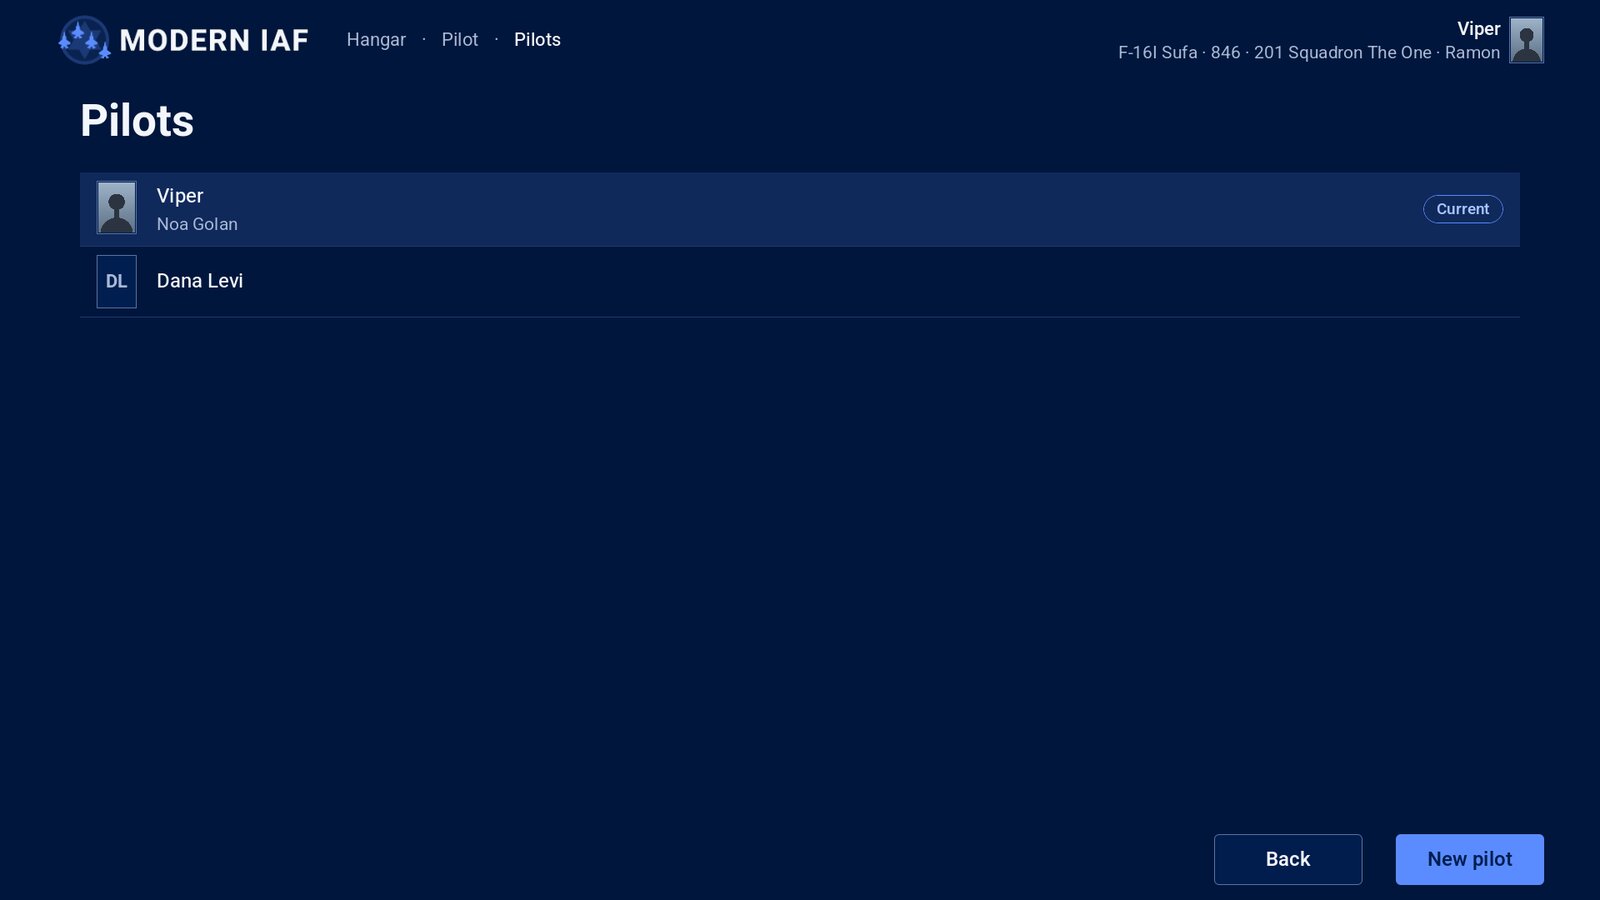 MODERN IAF
Hangar · Pilot · Pilots
Viper
F-16I Sufa · 846 · 201 Squadron The One · Ramon
Pilots
Viper
Noa Golan
Current
DL
Dana Levi
Back
New pilot